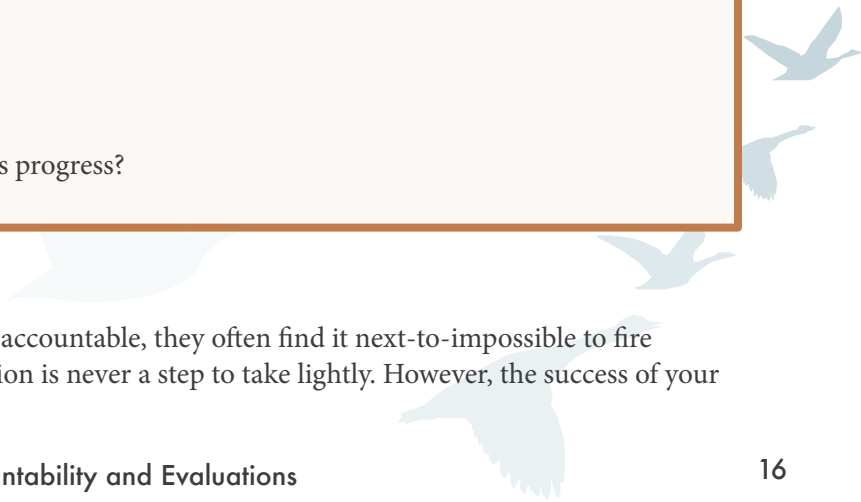 s progress?
accountable, they often find it next-to-impossible to fire
ion is never a step to take lightly. However, the success of your
ntability and Evaluations 16